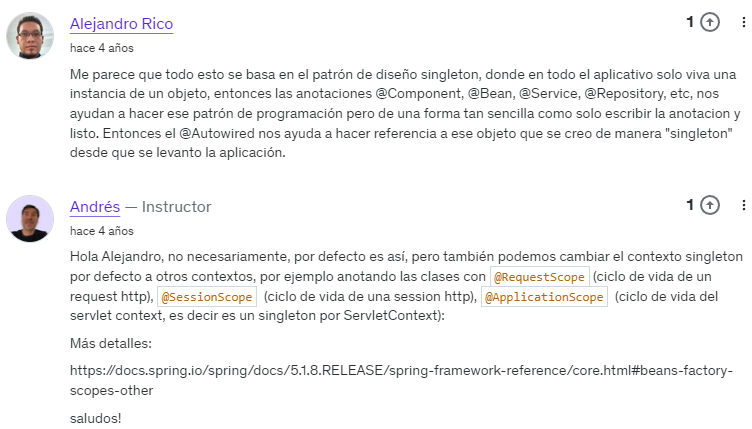 Alejandro Rico
1
hace 4 años
Me parece que todo esto se basa en el patrón de diseño singleton, donde en todo el aplicativo solo viva una
instancia de un objeto, entonces las anotaciones @Component, @Bean, @Service, @Repository, etc, nos
ayudan a hacer ese patrón de programación pero de una forma tan sencilla como solo escribir la anotacion y
listo. Entonces el @Autowired nos ayuda a hacer referencia a ese objeto que se creo de manera "singleton"
desde que se levanto la aplicación.
Andrés — Instructor
1
hace 4 años
Hola Alejandro, no necesariamente, por defecto es así, pero también podemos cambiar el contexto singleton
por defecto a otros contextos, por ejemplo anotando las clases con @RequestScope (ciclo de vida de un
request http), @SessionScope (ciclo de vida de una session http), @ApplicationScope (ciclo de vida del
servlet context, es decir es un singleton por ServletContext):
Más detalles:
https://docs.spring.io/spring/docs/5.1.8.RELEASE/spring-framework-reference/core.html#beans-factory-
scopes-other
saludos!